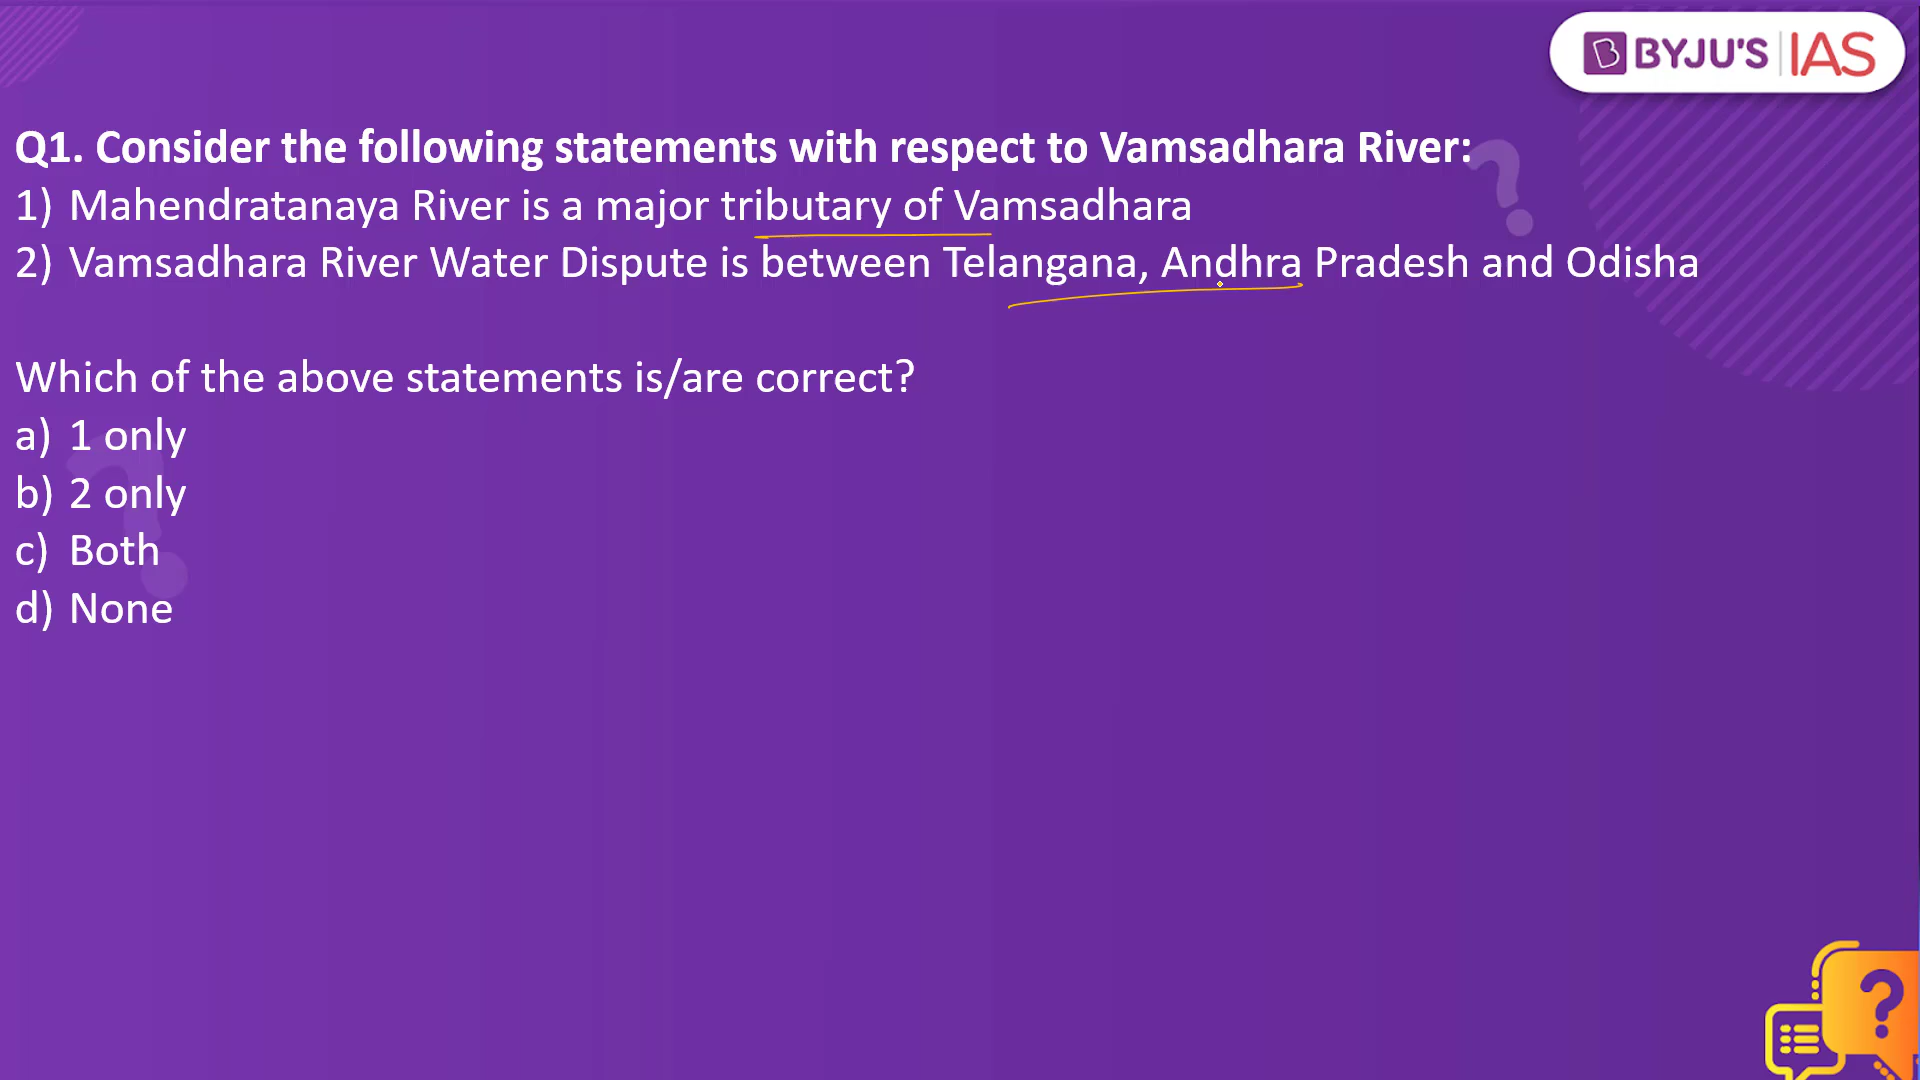 BYJU'S IAS
Q1. Consider the following statements with respect to Vamsadhara River:
1) Mahendratanaya River is a major tributary of Vamsadhara
2) Vamsadhara River Water Dispute is between Telangana, Andhra Pradesh and Odisha
Which of the above statements is/are correct?
a) 1 only
b) 2 only
c) Both
d) None